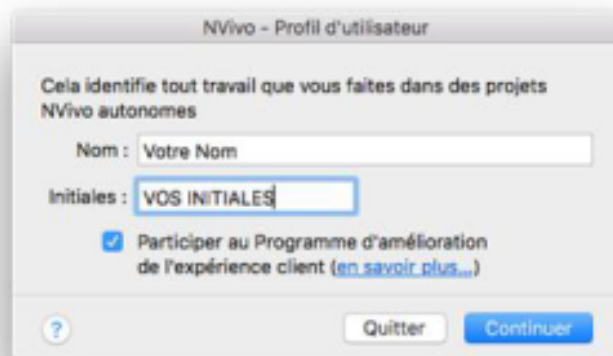 NVivo - Profil d'utilisateur
Cela identifie tout travail que vous faites dans des projets
NVivo autonomes
Nom : Votre Nom
Initiales : VOS INITIALES
Participer au Programme d'amélioration
de l'expérience client (en savoir plus...)
? Quitter Continuer